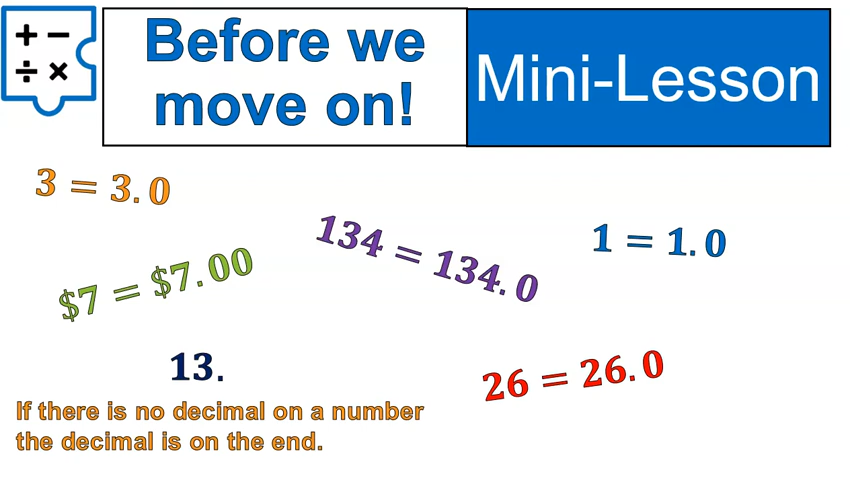 + −
÷ ×
Before we
move on!
Mini-Lesson
3 = 3.0
134 = 134.0
1 = 1.0
$7 = $7.00
13.
26 = 26.0
If there is no decimal on a number
the decimal is on the end.